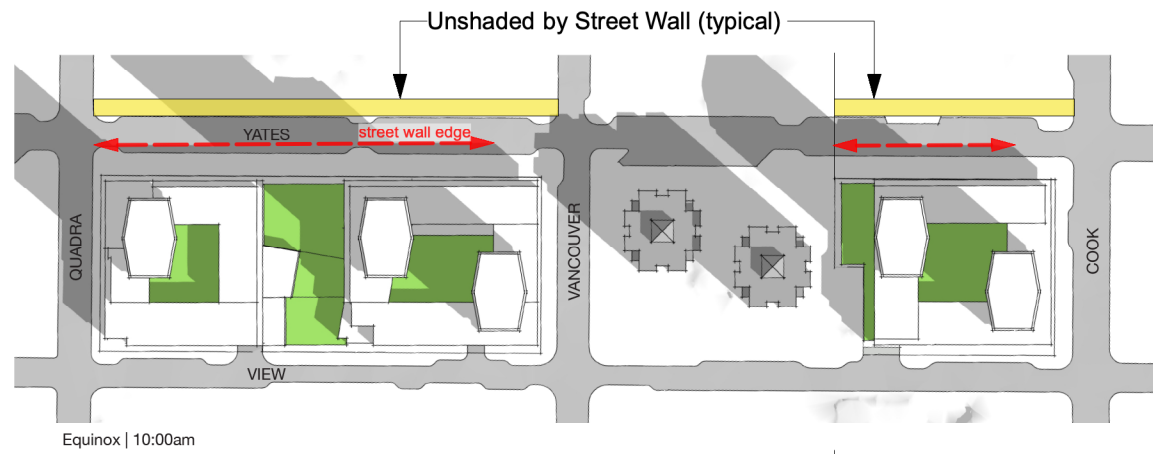 Unshaded by Street Wall (typical)
YATES
street wall edge
QUADRA
VANCOUVER
COOK
VIEW
Equinox | 10:00am